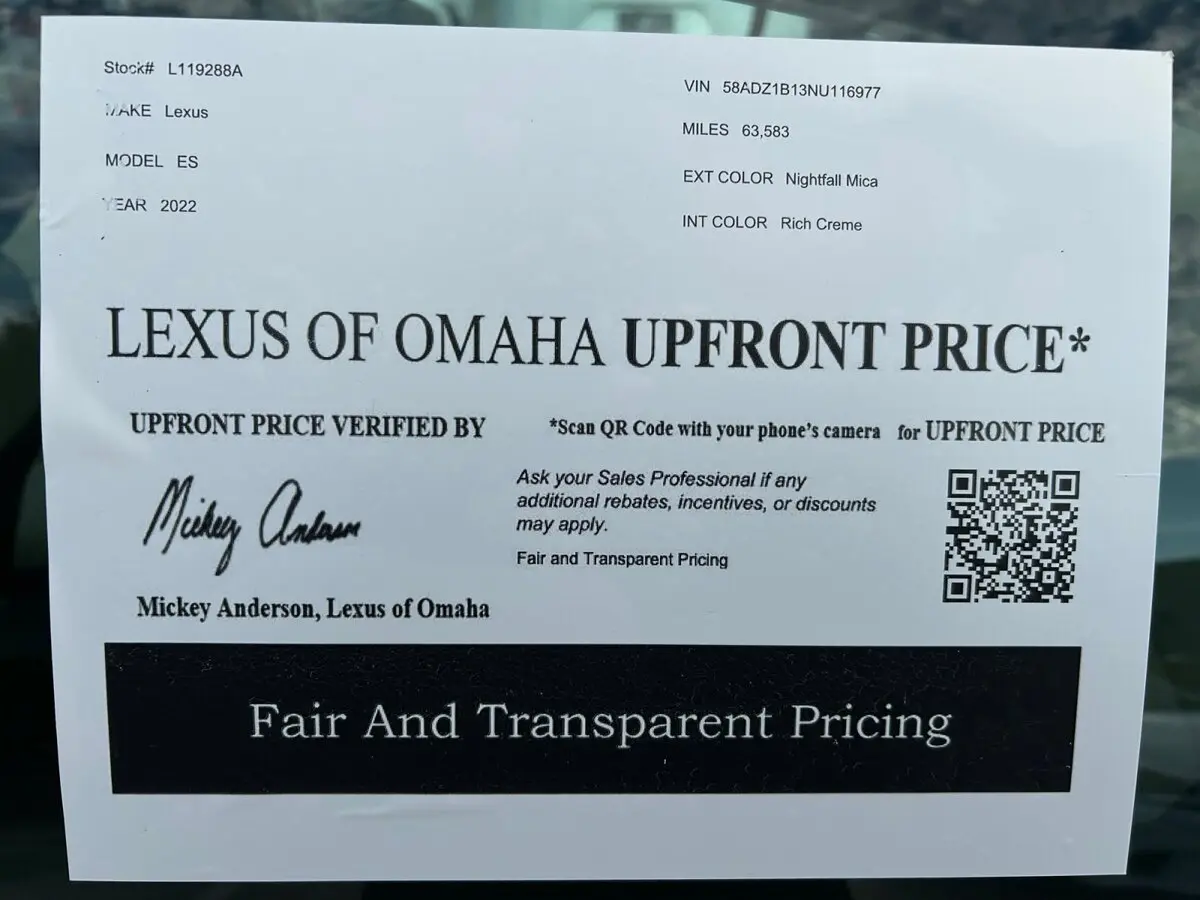 Stock# L119288A
MAKE Lexus
MODEL ES
YEAR 2022
VIN 58ADZ1B13NU116977
MILES 63,583
EXT COLOR Nightfall Mica
INT COLOR Rich Creme
LEXUS OF OMAHA UPFRONT PRICE*
UPFRONT PRICE VERIFIED BY
Mickey Anderson
Mickey Anderson, Lexus of Omaha
*Scan QR Code with your phone's camera for UPFRONT PRICE
Ask your Sales Professional if any
additional rebates, incentives, or discounts
may apply.
Fair and Transparent Pricing
Fair And Transparent Pricing